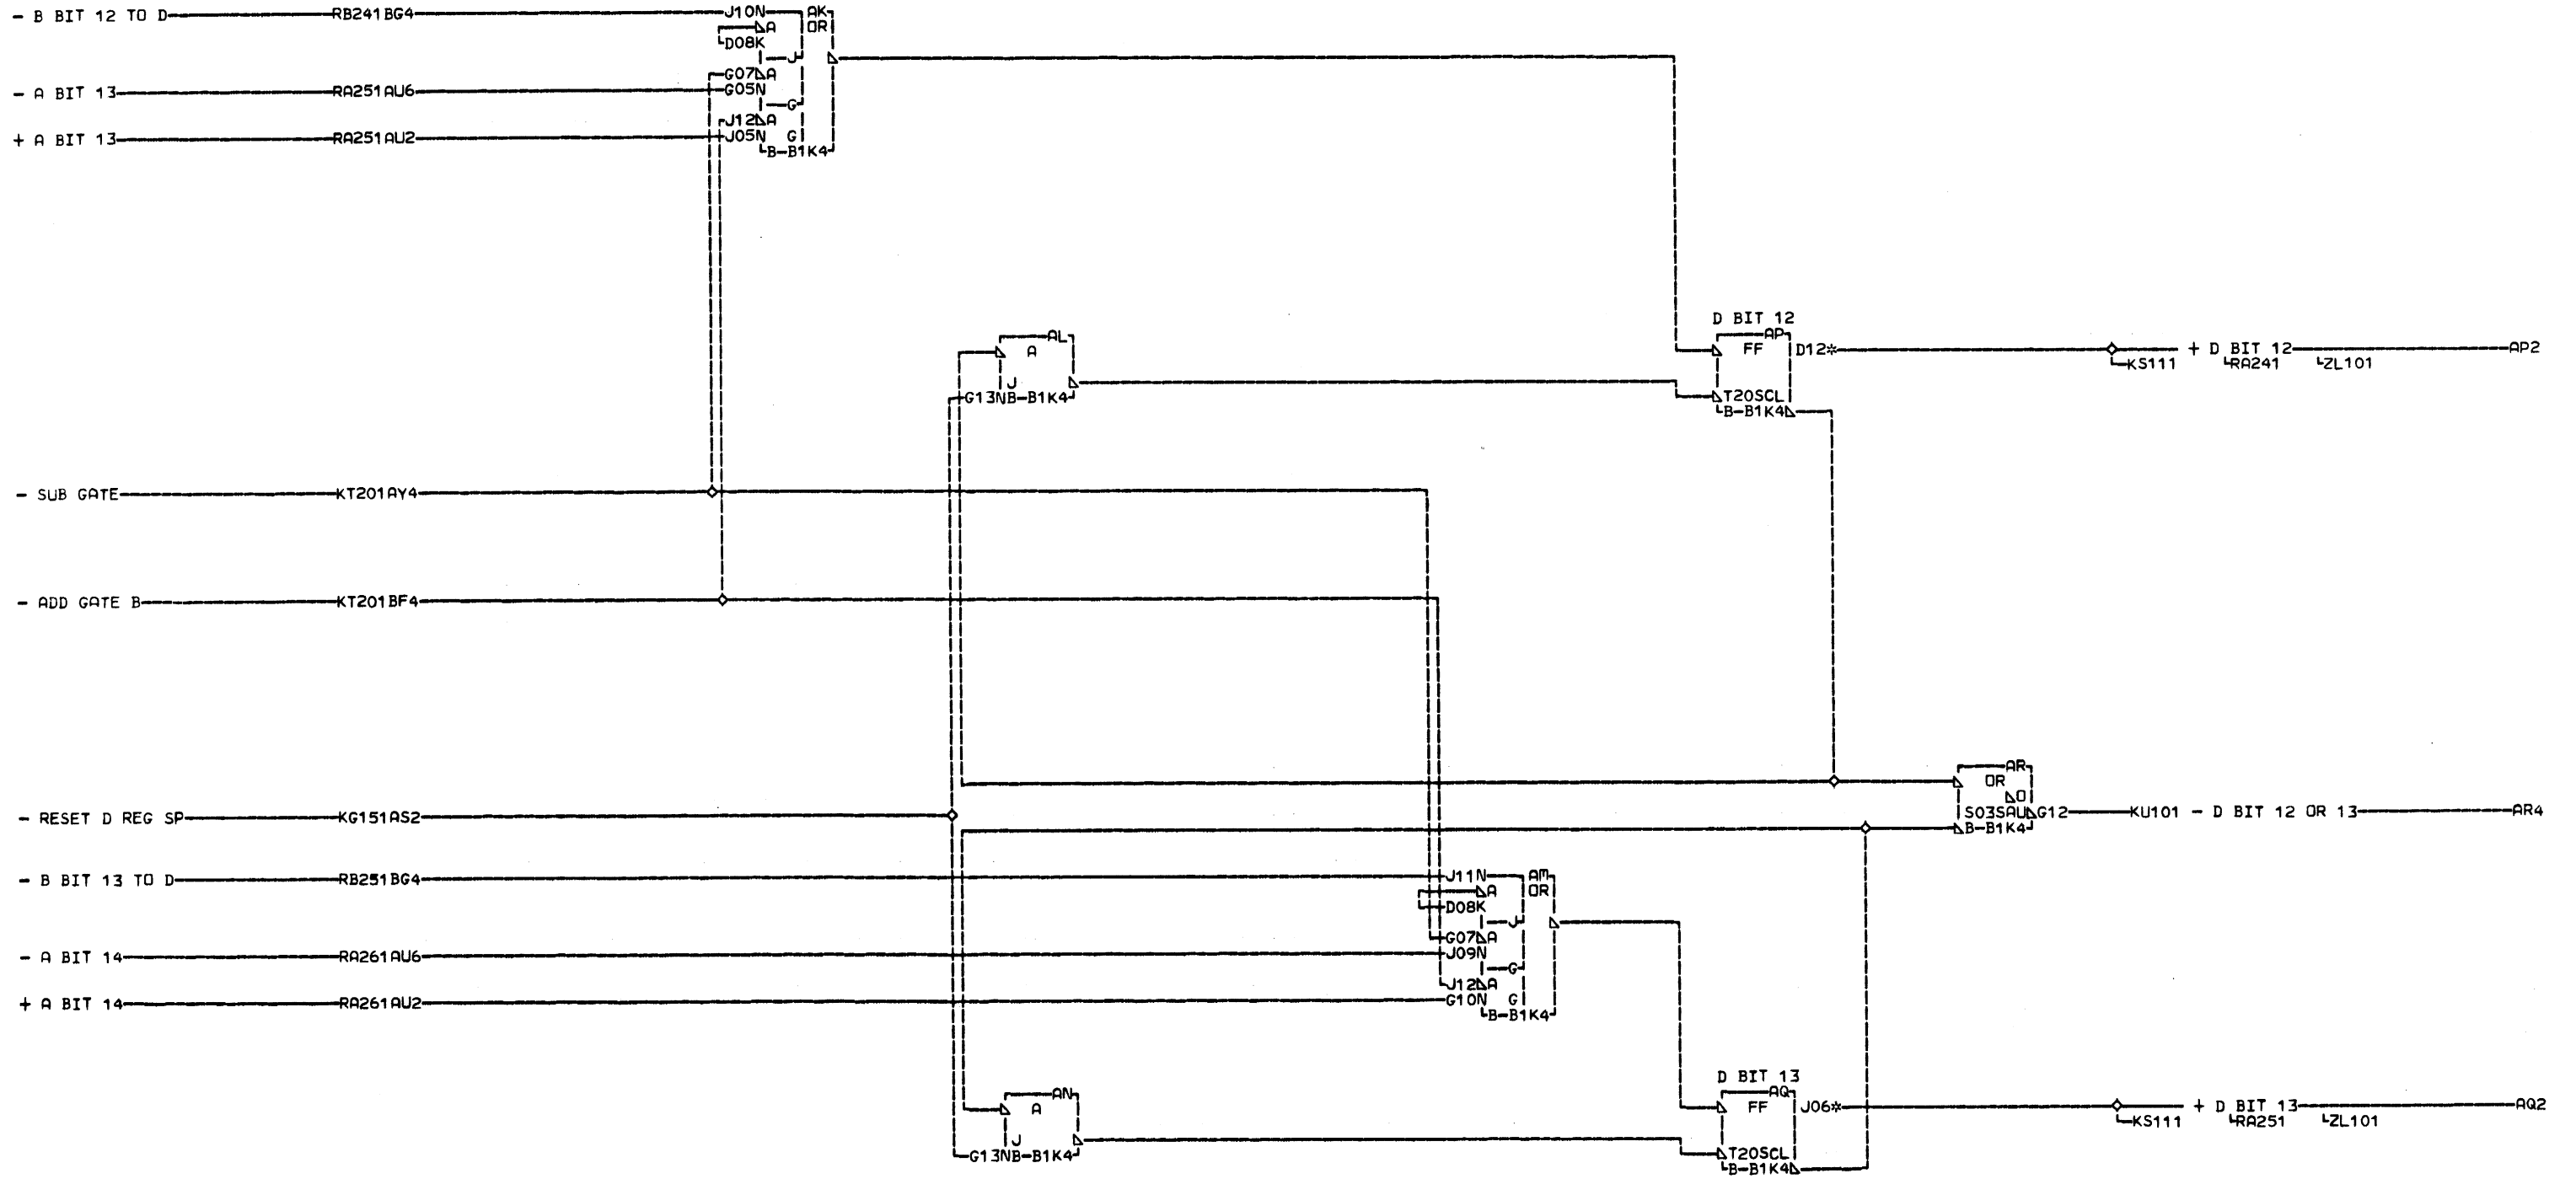 - B BIT 12 TO D RB241BG4 J10N AK
A OR
D08K
J
G07 A
- A BIT 13 RA251AU6 G05N
G
J12 A
+ A BIT 13 RA251AU2 J05N G
B-B1K4
D BIT 12
AL AP
A FF D12* + D BIT 12 AP2
KS111 RA241 ZL101
J
G13NB-B1K4 T20SCL
B-B1K4
- SUB GATE KT201AY4
- ADD GATE B KT201BF4
AR
OR
O
- RESET D REG SP KG151AS2 S03SAU G12 KU101 - D BIT 12 OR 13 AR4
B-B1K4
- B BIT 13 TO D RB251BG4 J11N AM
A OR
D08K
J
G07 A
- A BIT 14 RA261AU6 J09N
G
J12 A
+ A BIT 14 RA261AU2 G10N G
B-B1K4
D BIT 13
AN AQ
A FF J06* + D BIT 13 AQ2
KS111 RA251 ZL101
J
G13NB-B1K4 T20SCL
B-B1K4